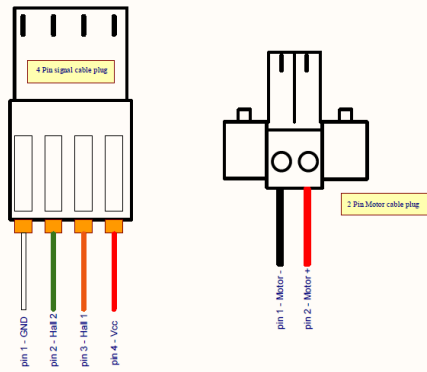 4 Pin signal cable plug
2 Pin Motor cable plug
pin 1 - GND
pin 2 - Hall 2
pin 3 - Hall 1
pin 4 - Vcc
pin 1 - Motor -
pin 2 - Motor +